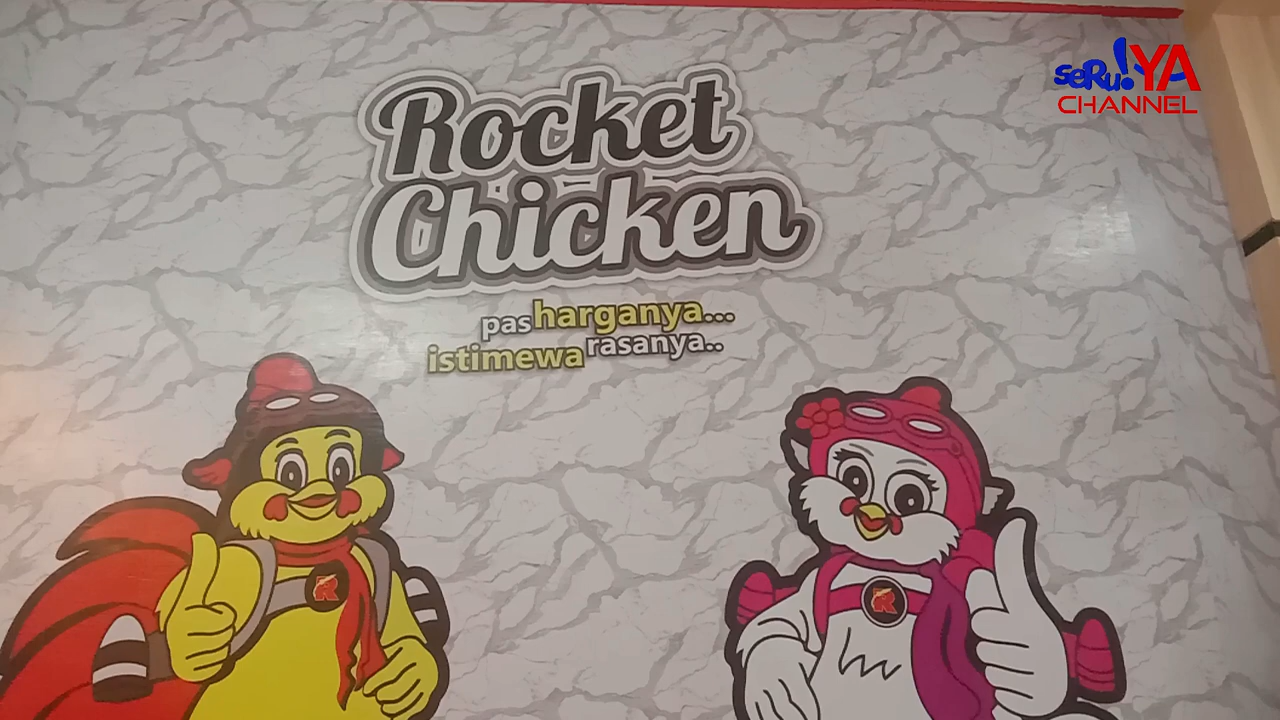 seRu!YA
CHANNEL
Rocket
Chicken
pas harganya...
istimewa rasanya..
R
R